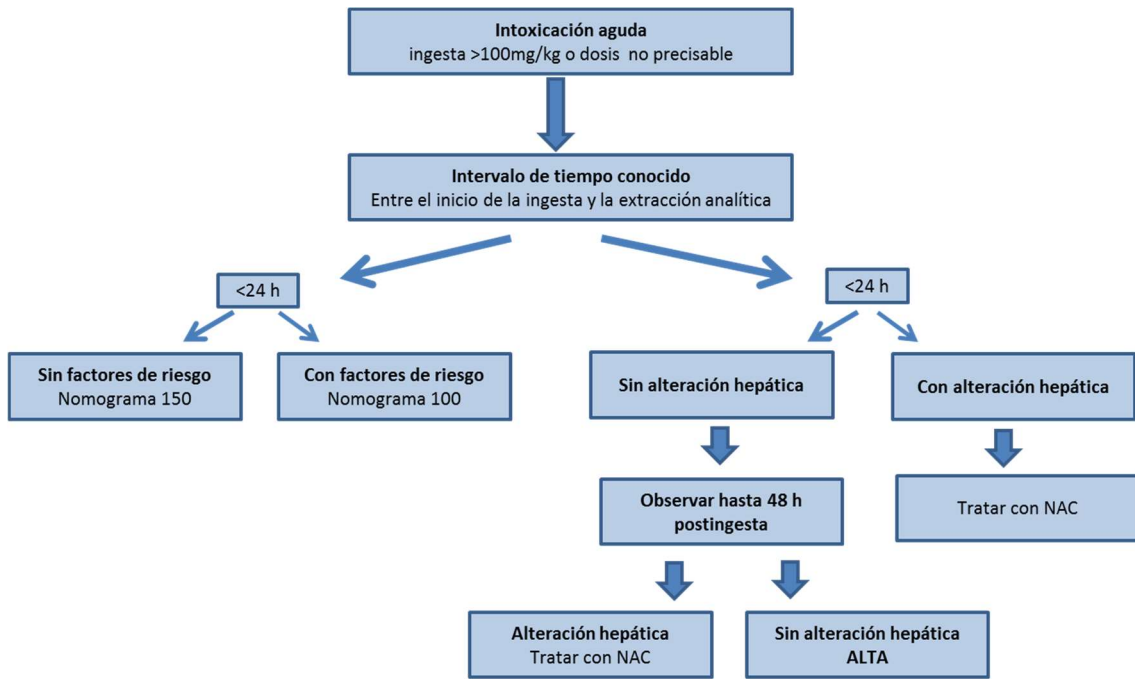 Intoxicación aguda
ingesta >100mg/kg o dosis no precisable
Intervalo de tiempo conocido
Entre el inicio de la ingesta y la extracción analítica
<24 h
<24 h
Sin factores de riesgo
Nomograma 150
Con factores de riesgo
Nomograma 100
Sin alteración hepática
Con alteración hepática
Observar hasta 48 h
postingesta
Tratar con NAC
Alteración hepática
Tratar con NAC
Sin alteración hepática
ALTA